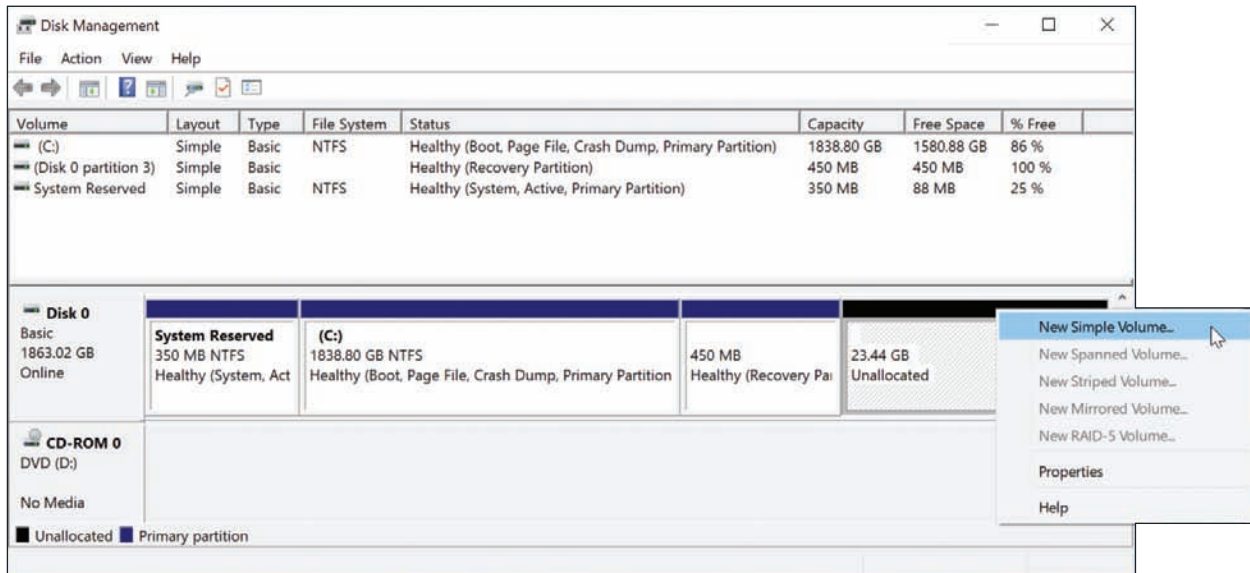 Disk Management
File Action View Help
Volume Layout Type File System Status Capacity Free Space % Free
(C:) Simple Basic NTFS Healthy (Boot, Page File, Crash Dump, Primary Partition) 1838.80 GB 1580.88 GB 86 %
(Disk 0 partition 3) Simple Basic Healthy (Recovery Partition) 450 MB 450 MB 100 %
System Reserved Simple Basic NTFS Healthy (System, Active, Primary Partition) 350 MB 88 MB 25 %
Disk 0
Basic
1863.02 GB
Online
System Reserved
350 MB NTFS
Healthy (System, Act
(C:)
1838.80 GB NTFS
Healthy (Boot, Page File, Crash Dump, Primary Partition
450 MB
Healthy (Recovery Par
23.44 GB
Unallocated
New Simple Volume...
New Spanned Volume...
New Striped Volume...
New Mirrored Volume...
New RAID-5 Volume...
Properties
Help
CD-ROM 0
DVD (D:)
No Media
Unallocated Primary partition